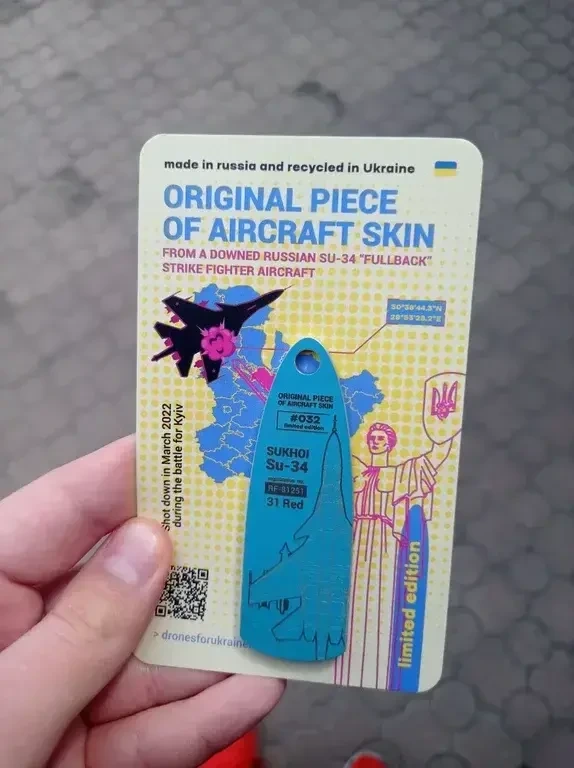 made in russia and recycled in Ukraine
ORIGINAL PIECE
OF AIRCRAFT SKIN
FROM A DOWNED RUSSIAN SU-34 "FULLBACK"
STRIKE FIGHTER AIRCRAFT
ORIGINAL PIECE
OF AIRCRAFT SKIN
#032
limited edition
SUKHOI
Su-34
RF-81251
31 Red
shot down in March 2022
during the battle for Kyiv
limited edition
> dronesforukraine